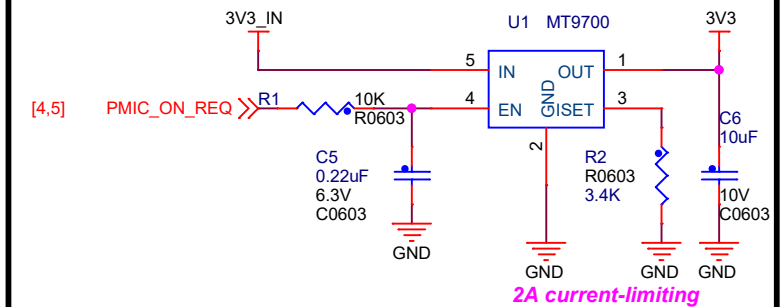 3V3_IN
U1 MT9700
3V3
5 IN
OUT 1
[4,5] PMIC_ON_REQ
R1 10K
R0603
4 EN
GND
ISET 3
2
C5
0.22uF
6.3V
C0603
R2
R0603
3.4K
C6
10uF
10V
C0603
GND
GND
GND
GND
2A current-limiting